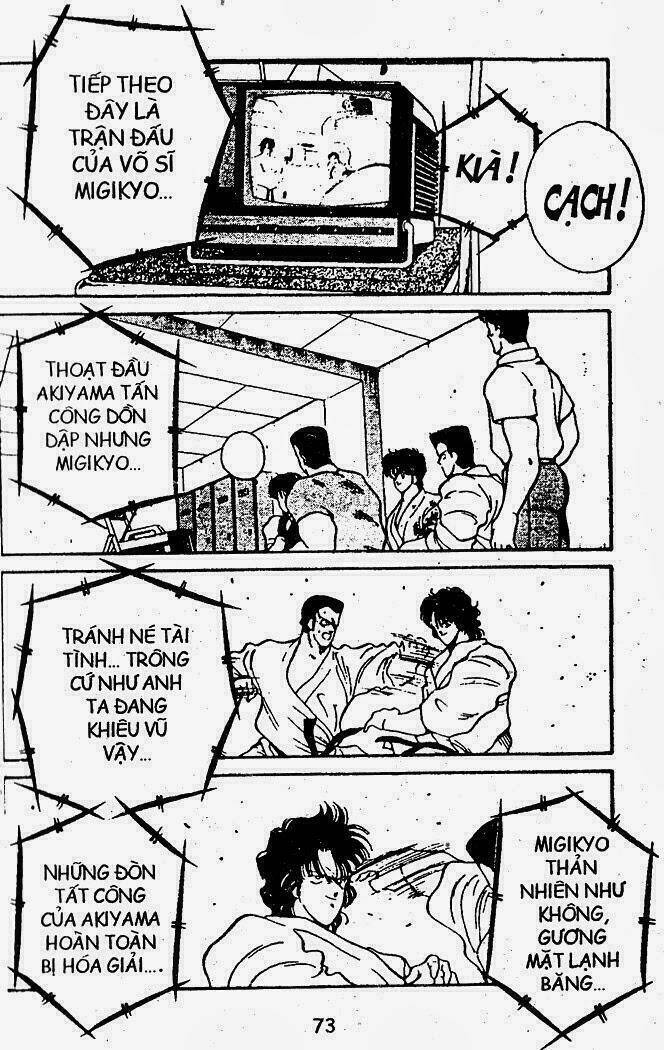 TIẾP THEO
ĐÂY LÀ
TRẬN ĐẤU
CỦA VÕ SĨ
MIGIKYO...
KIÀ!
CẠCH!
THOẠT ĐẦU
AKIYAMA TẤN
CÔNG DỒN
DẬP NHƯNG
MIGIKYO...
TRÁNH NÉ TÀI
TÌNH... TRÔNG
CỨ NHƯ ANH
TA ĐANG
KHIÊU VŨ
VẬY...
NHỮNG ĐÒN
TẤT CÔNG
CỦA AKIYAMA
HOÀN TOÀN
BỊ HÓA GIẢI....
MIGIKYO
THẢN
NHIÊN NHƯ
KHÔNG,
GƯƠNG
MẶT LẠNH
BĂNG...
73